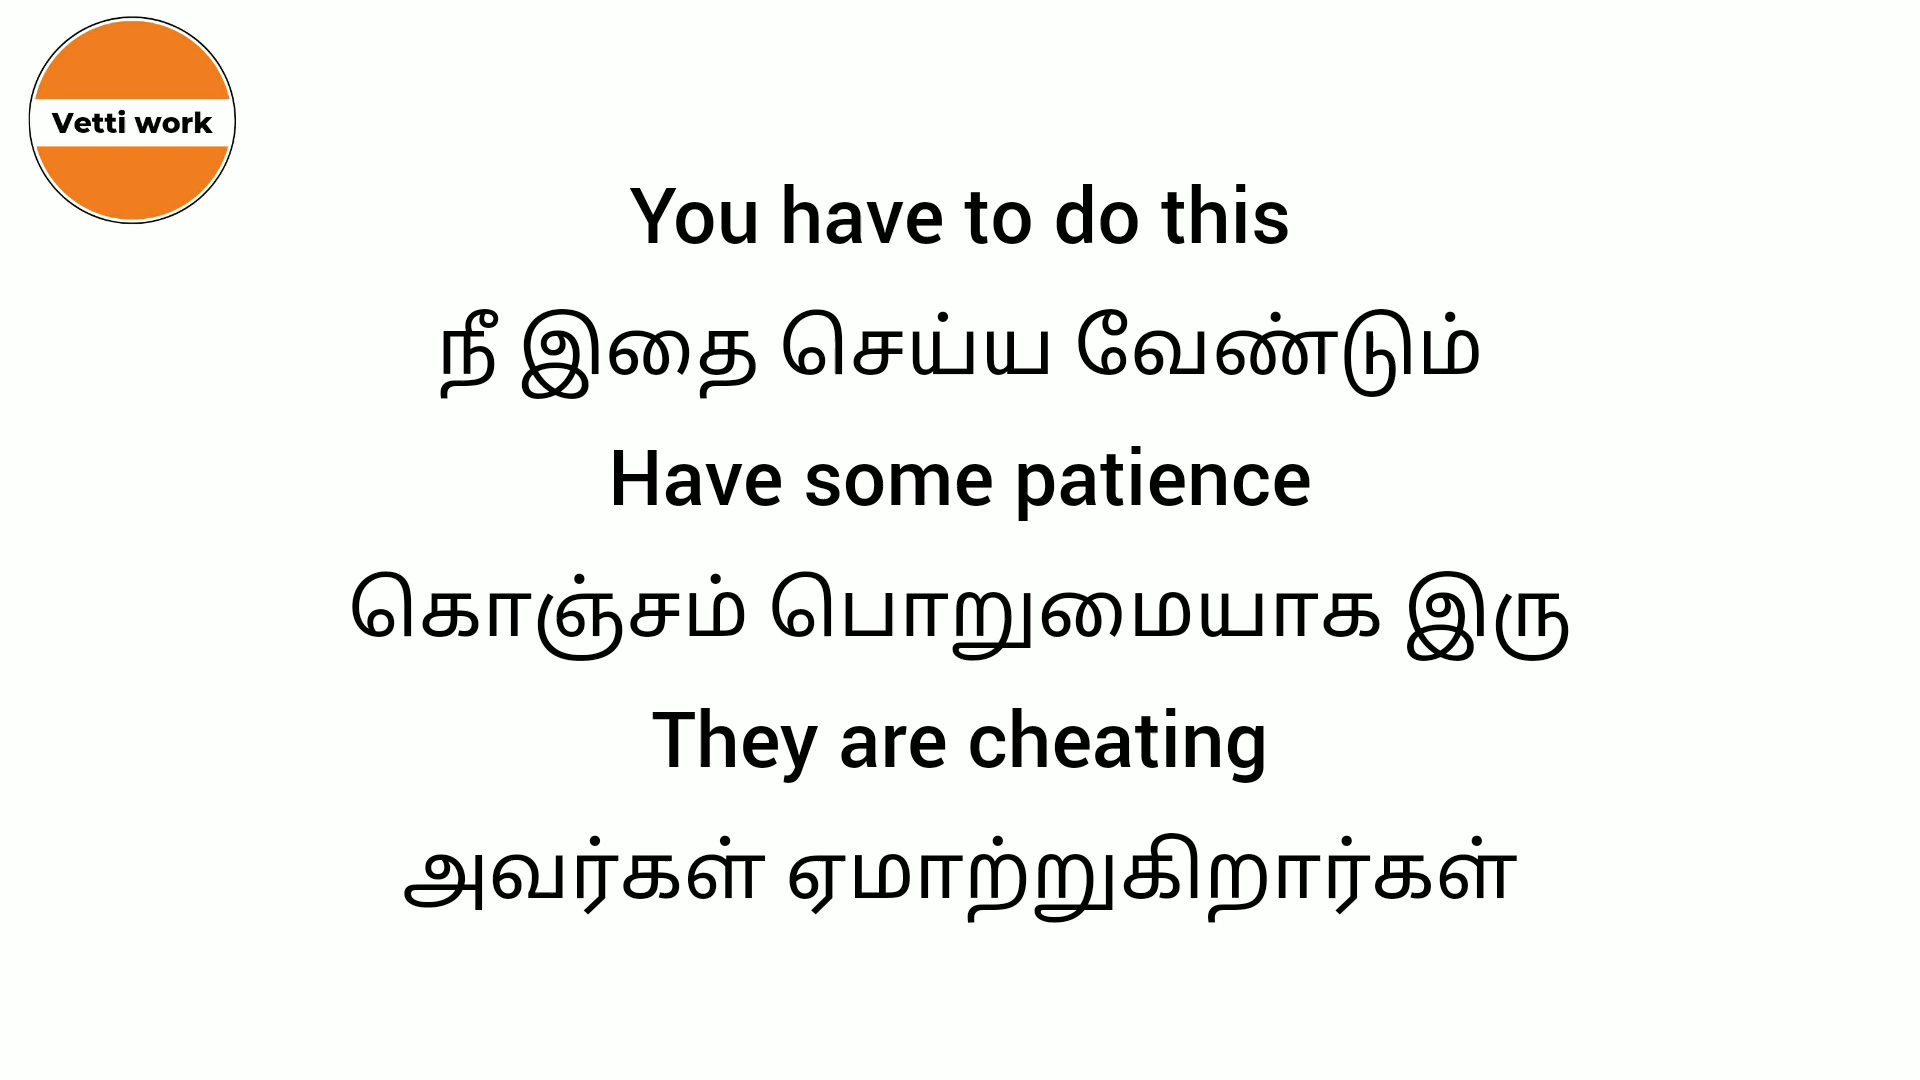 Vetti work
You have to do this
நீ இதை செய்ய வேண்டும்
Have some patience
கொஞ்சம் பொறுமையாக இரு
They are cheating
அவர்கள் ஏமாற்றுகிறார்கள்